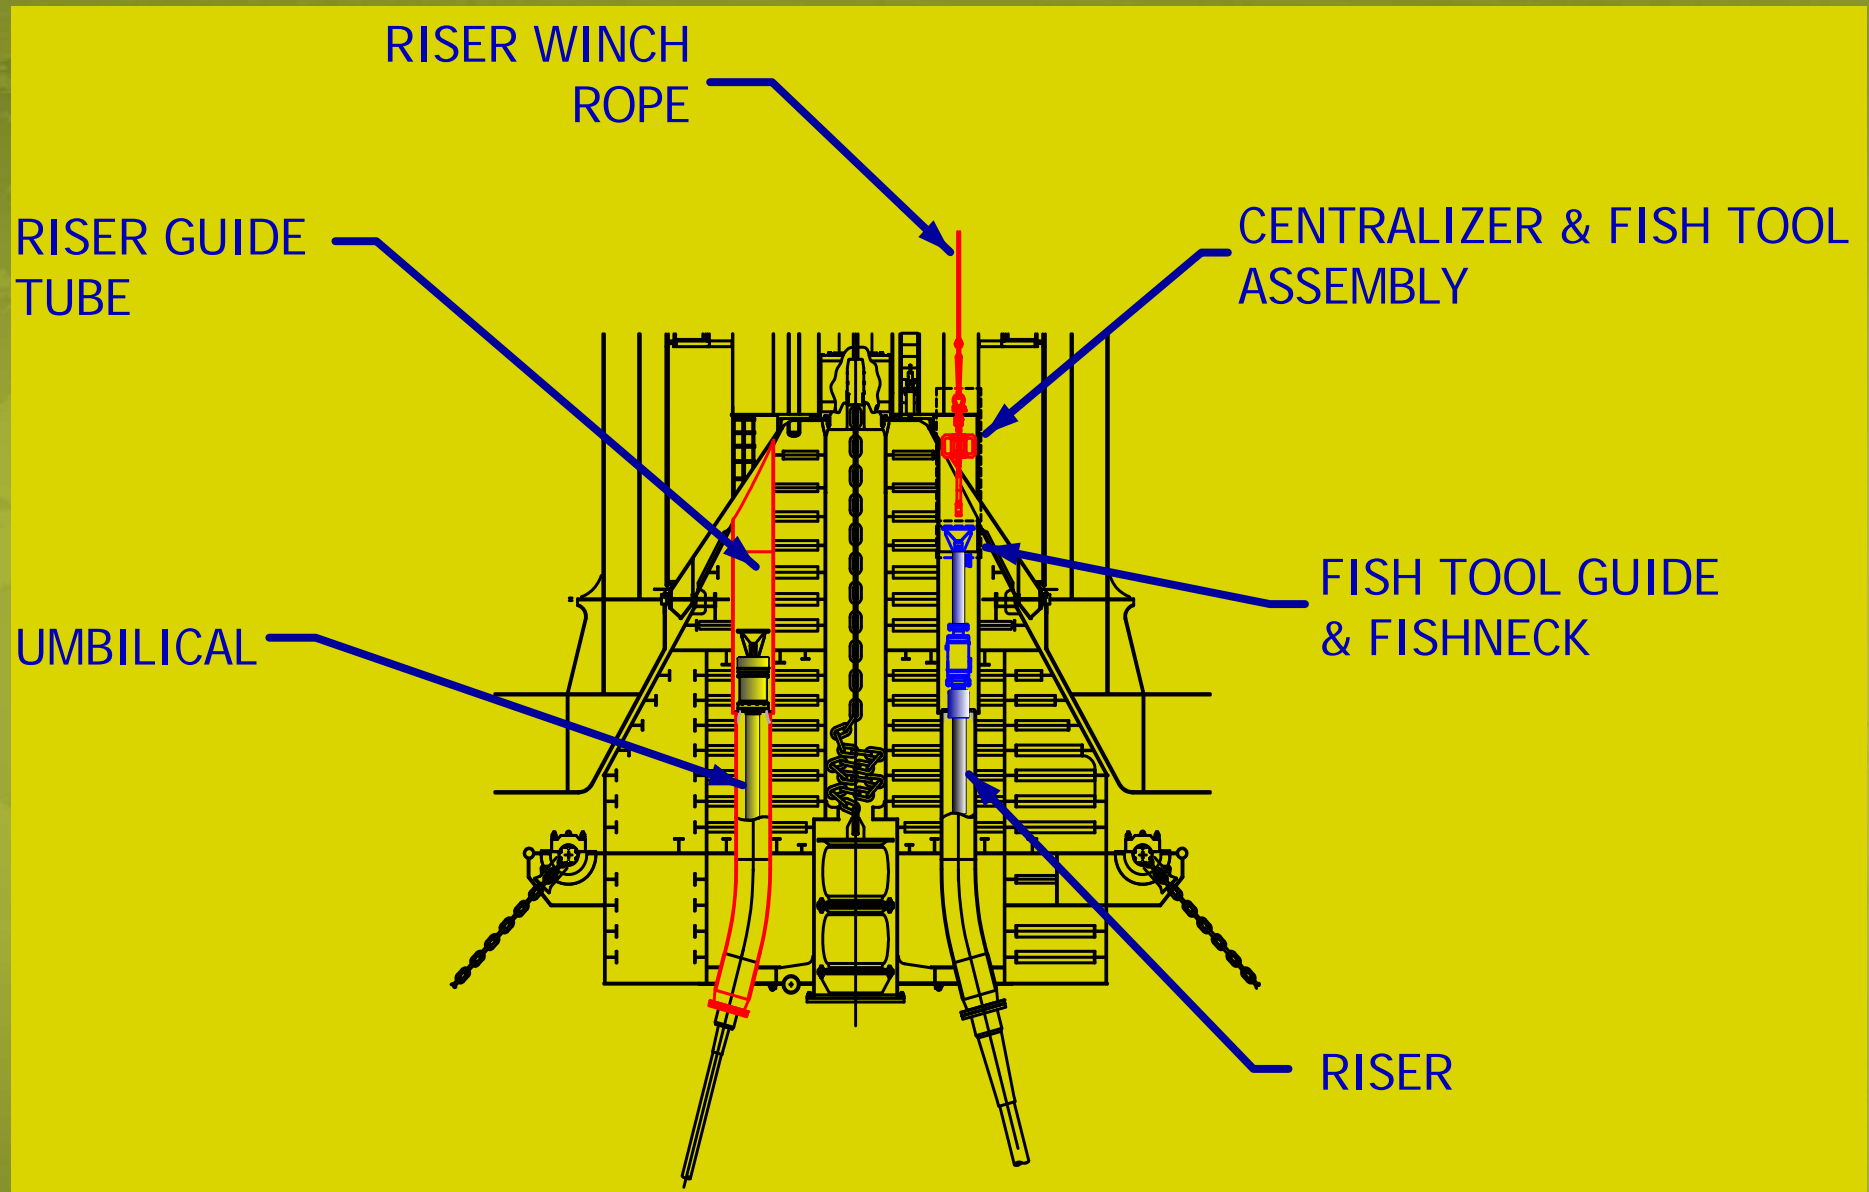 RISER WINCH
ROPE
RISER GUIDE
TUBE
CENTRALIZER & FISH TOOL
ASSEMBLY
UMBILICAL
FISH TOOL GUIDE
& FISHNECK
RISER